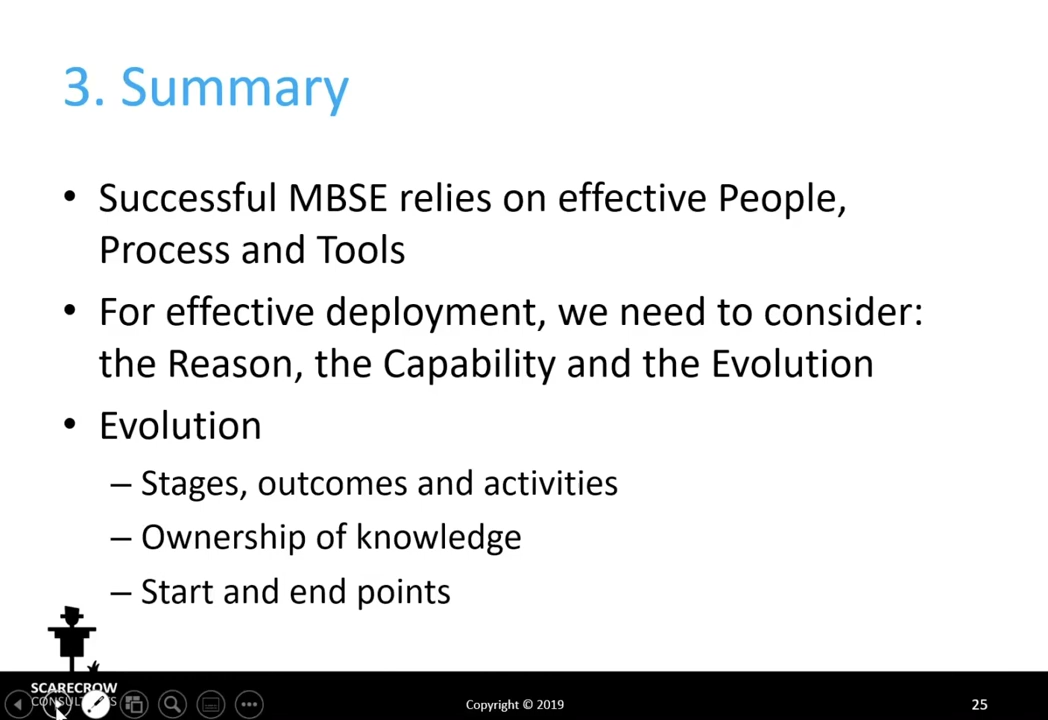 3. Summary
• Successful MBSE relies on effective People,
Process and Tools
• For effective deployment, we need to consider:
the Reason, the Capability and the Evolution
• Evolution
– Stages, outcomes and activities
– Ownership of knowledge
– Start and end points
SCARECROW
CONSULTANTS
Copyright © 2019
25